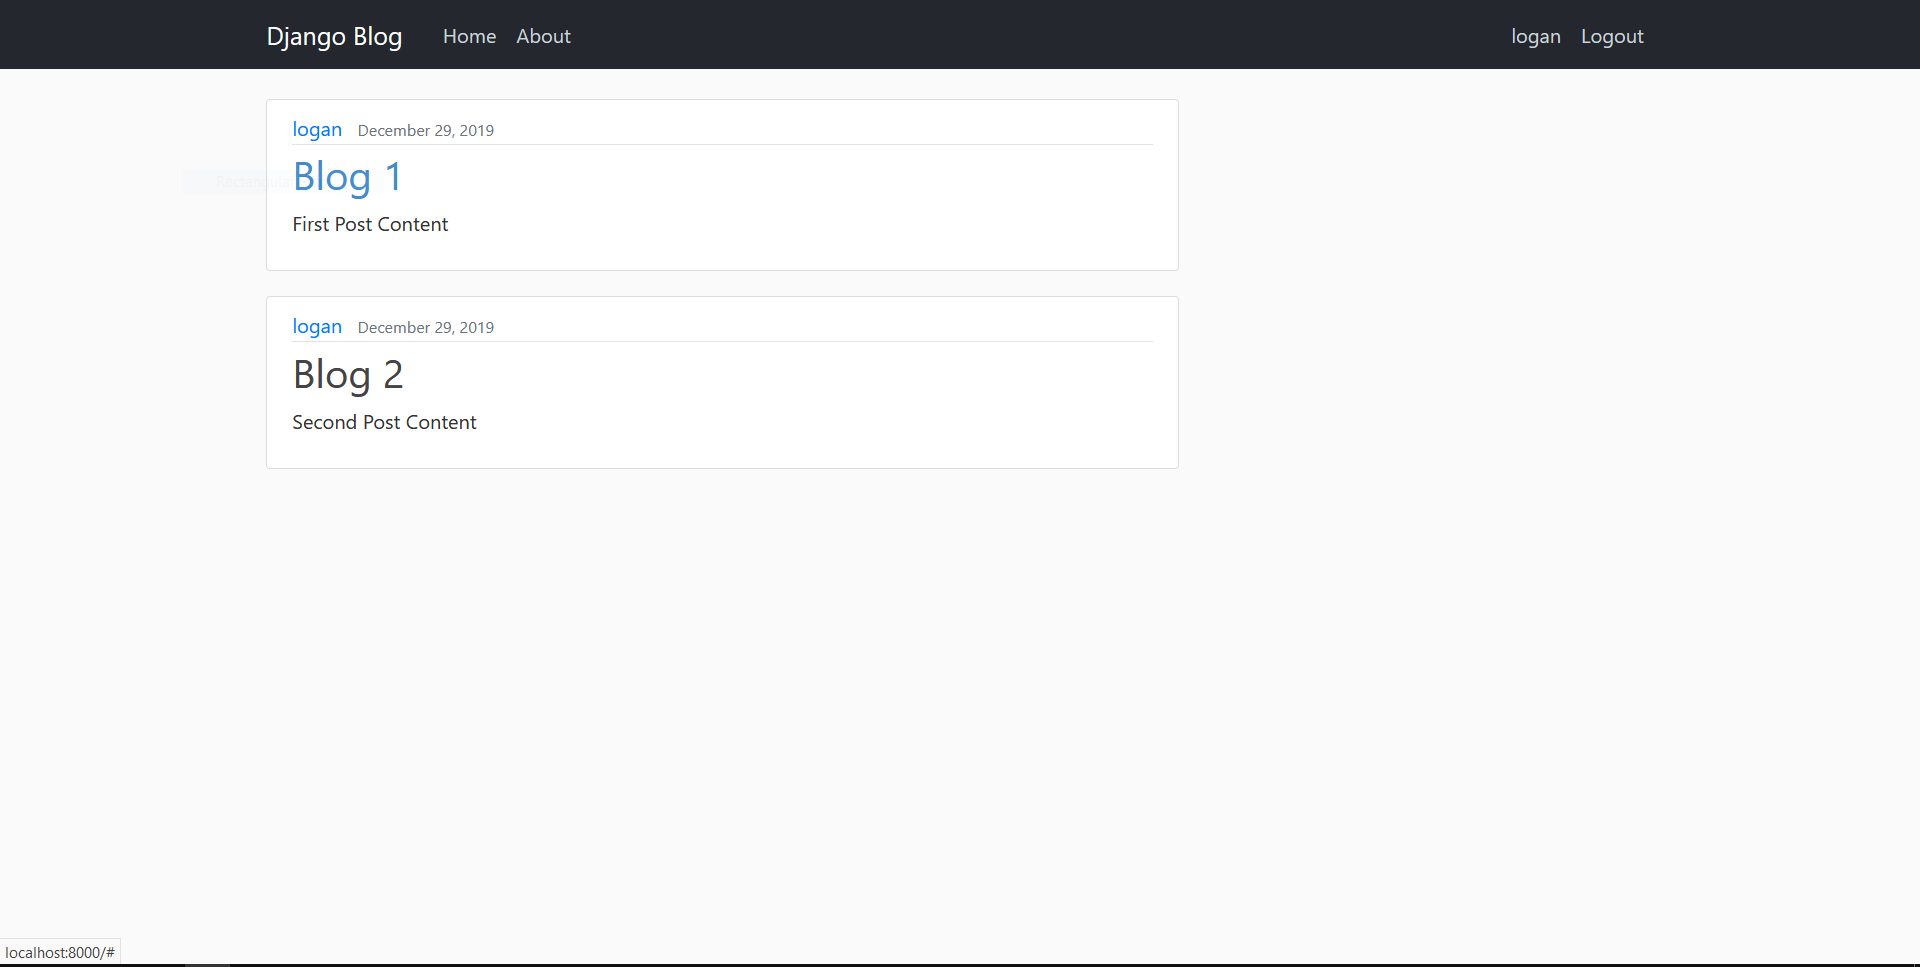 Django Blog Home About logan Logout
logan December 29, 2019
Blog 1
First Post Content
logan December 29, 2019
Blog 2
Second Post Content
localhost:8000/#